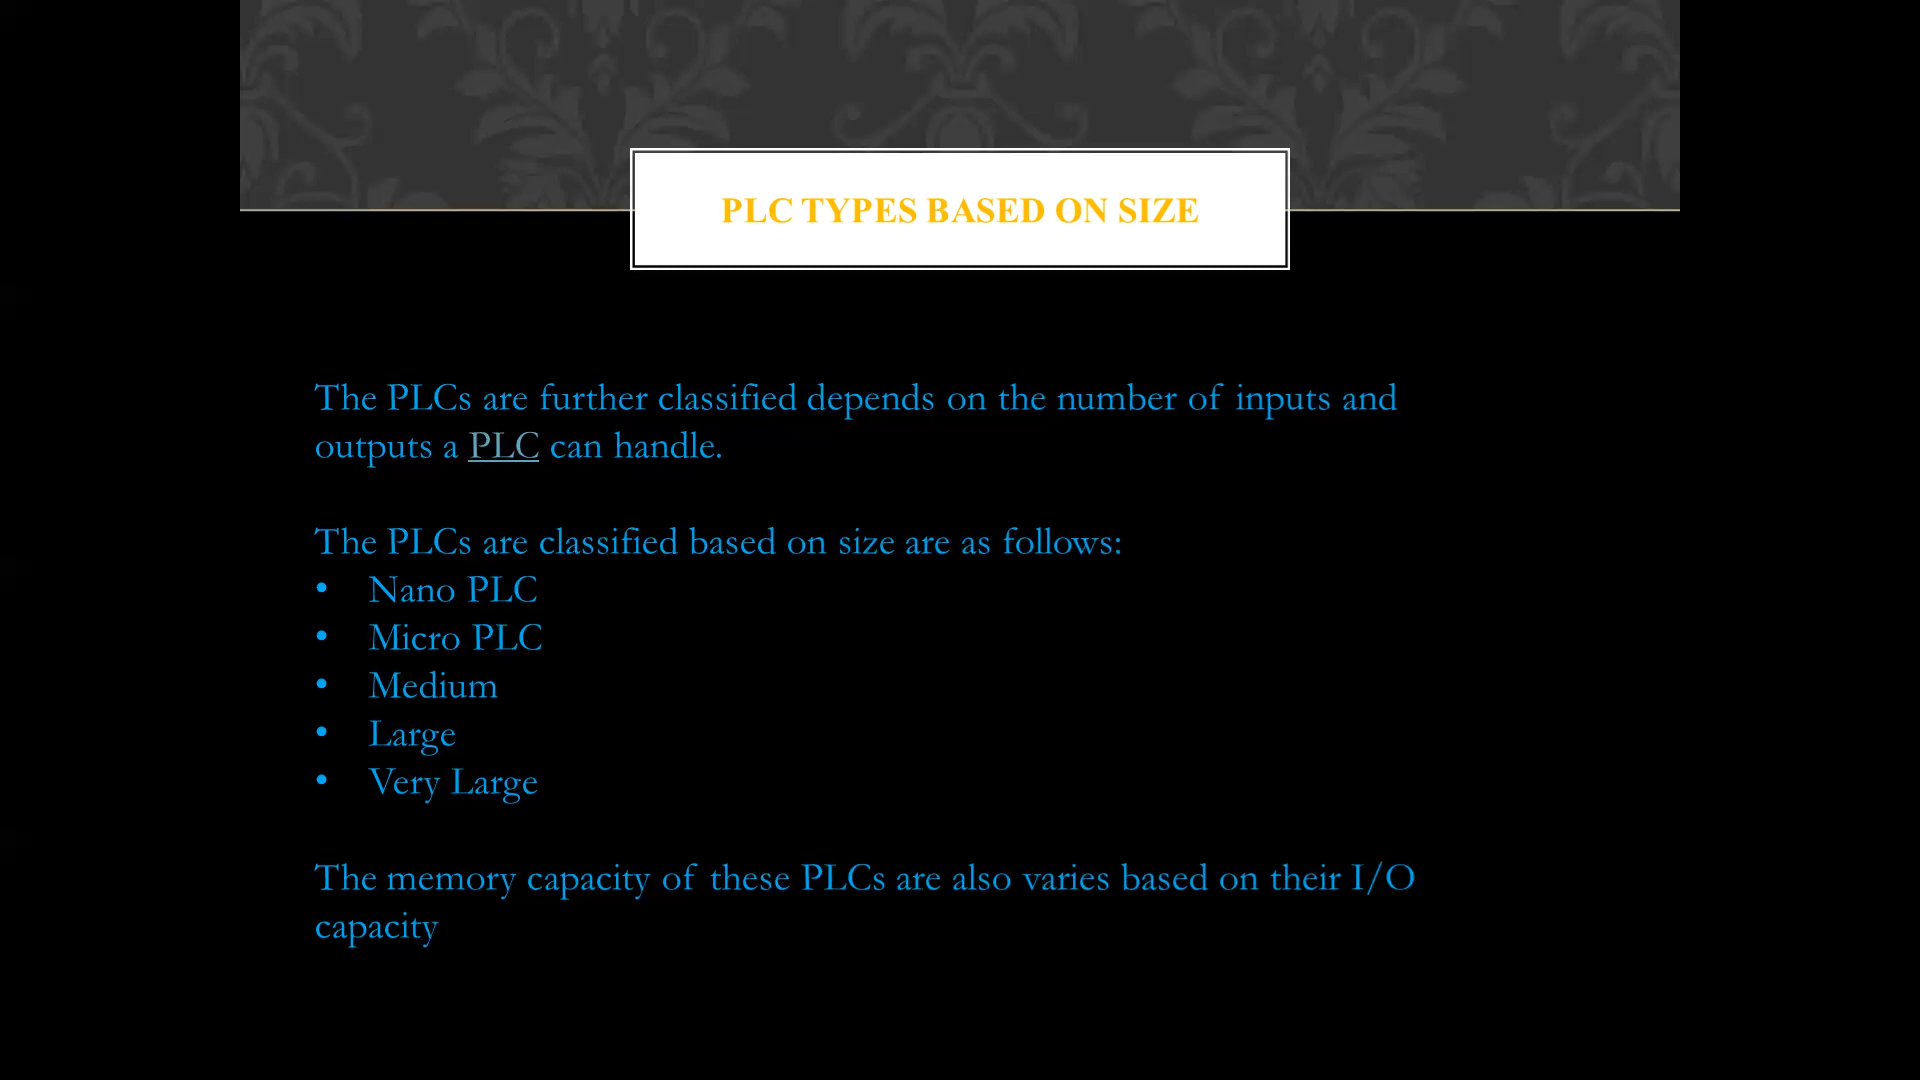 PLC TYPES BASED ON SIZE
The PLCs are further classified depends on the number of inputs and
outputs a PLC can handle.
The PLCs are classified based on size are as follows:
• Nano PLC
• Micro PLC
• Medium
• Large
• Very Large
The memory capacity of these PLCs are also varies based on their I/O
capacity